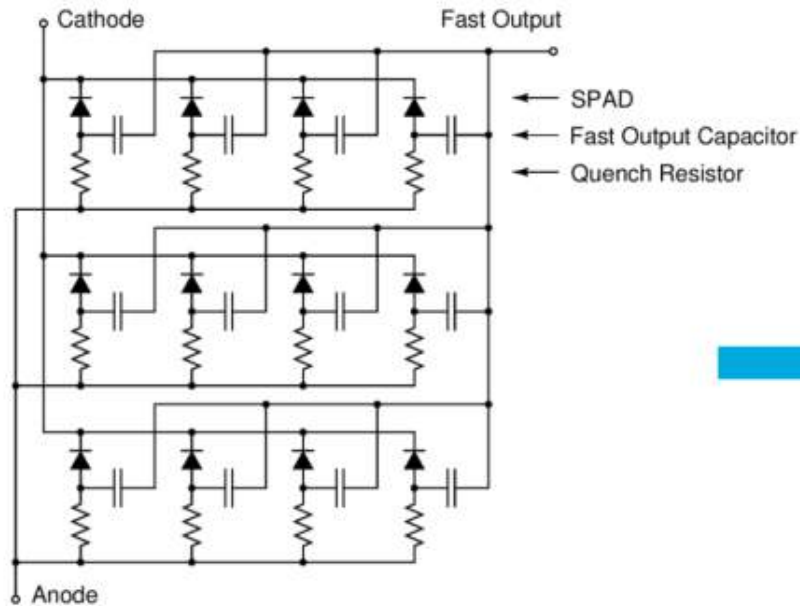 Cathode
Fast Output
SPAD
Fast Output Capacitor
Quench Resistor
Anode